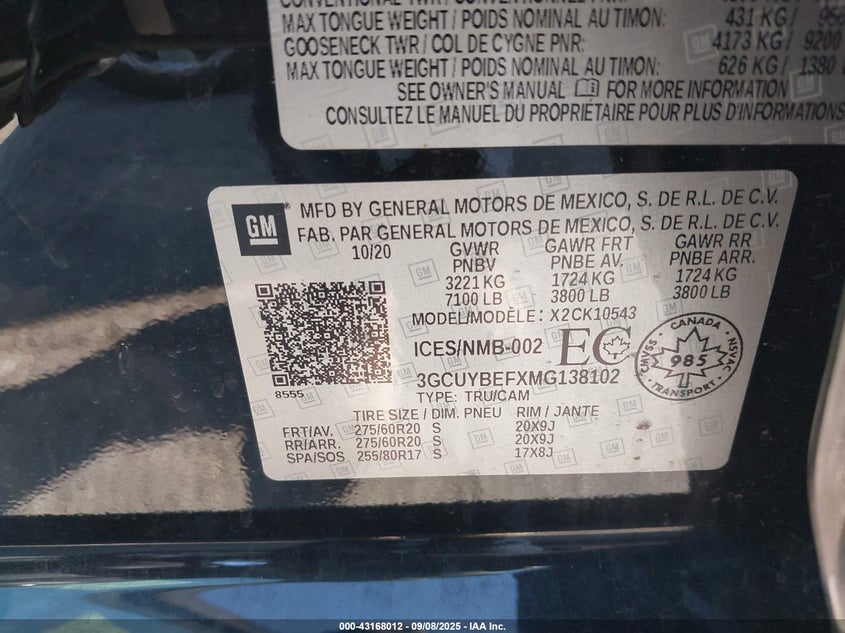 MAX TONGUE WEIGHT / POIDS NOMINAL AU TIMON: 431 KG /
GOOSENECK TWR / COL DE CYGNE PNR: 4173 KG / 9200
MAX TONGUE WEIGHT / POIDS NOMINAL AU TIMON: 626 KG / 1380
SEE OWNER'S MANUAL FOR MORE INFORMATION
CONSULTEZ LE MANUEL DU PROPRIÉTAIRE POUR PLUS D'INFORMATION
GM
MFD BY GENERAL MOTORS DE MEXICO, S. DE R.L. DE C.V.
FAB. PAR GENERAL MOTORS DE MEXICO, S. DE R.L. DE C.V.
10/20 GVWR GAWR FRT GAWR RR
PNBV PNBE AV. PNBE ARR.
3221 KG 1724 KG 1724 KG
7100 LB 3800 LB 3800 LB
MODEL/MODÈLE: X2CK10543
ICES/NMB-002 EC
CANADA
CMVSS 985 NSVAC
TRANSPORT
3GCUYBEFXMG138102
8555
TYPE: TRU/CAM
TIRE SIZE / DIM. PNEU RIM / JANTE
FRT/AV. 275/60R20 S 20X9J
RR/ARR. 275/60R20 S 20X9J
SPA/SOS 255/80R17 S 17X8J
000-43168012 - 09/08/2025 - IAA Inc.